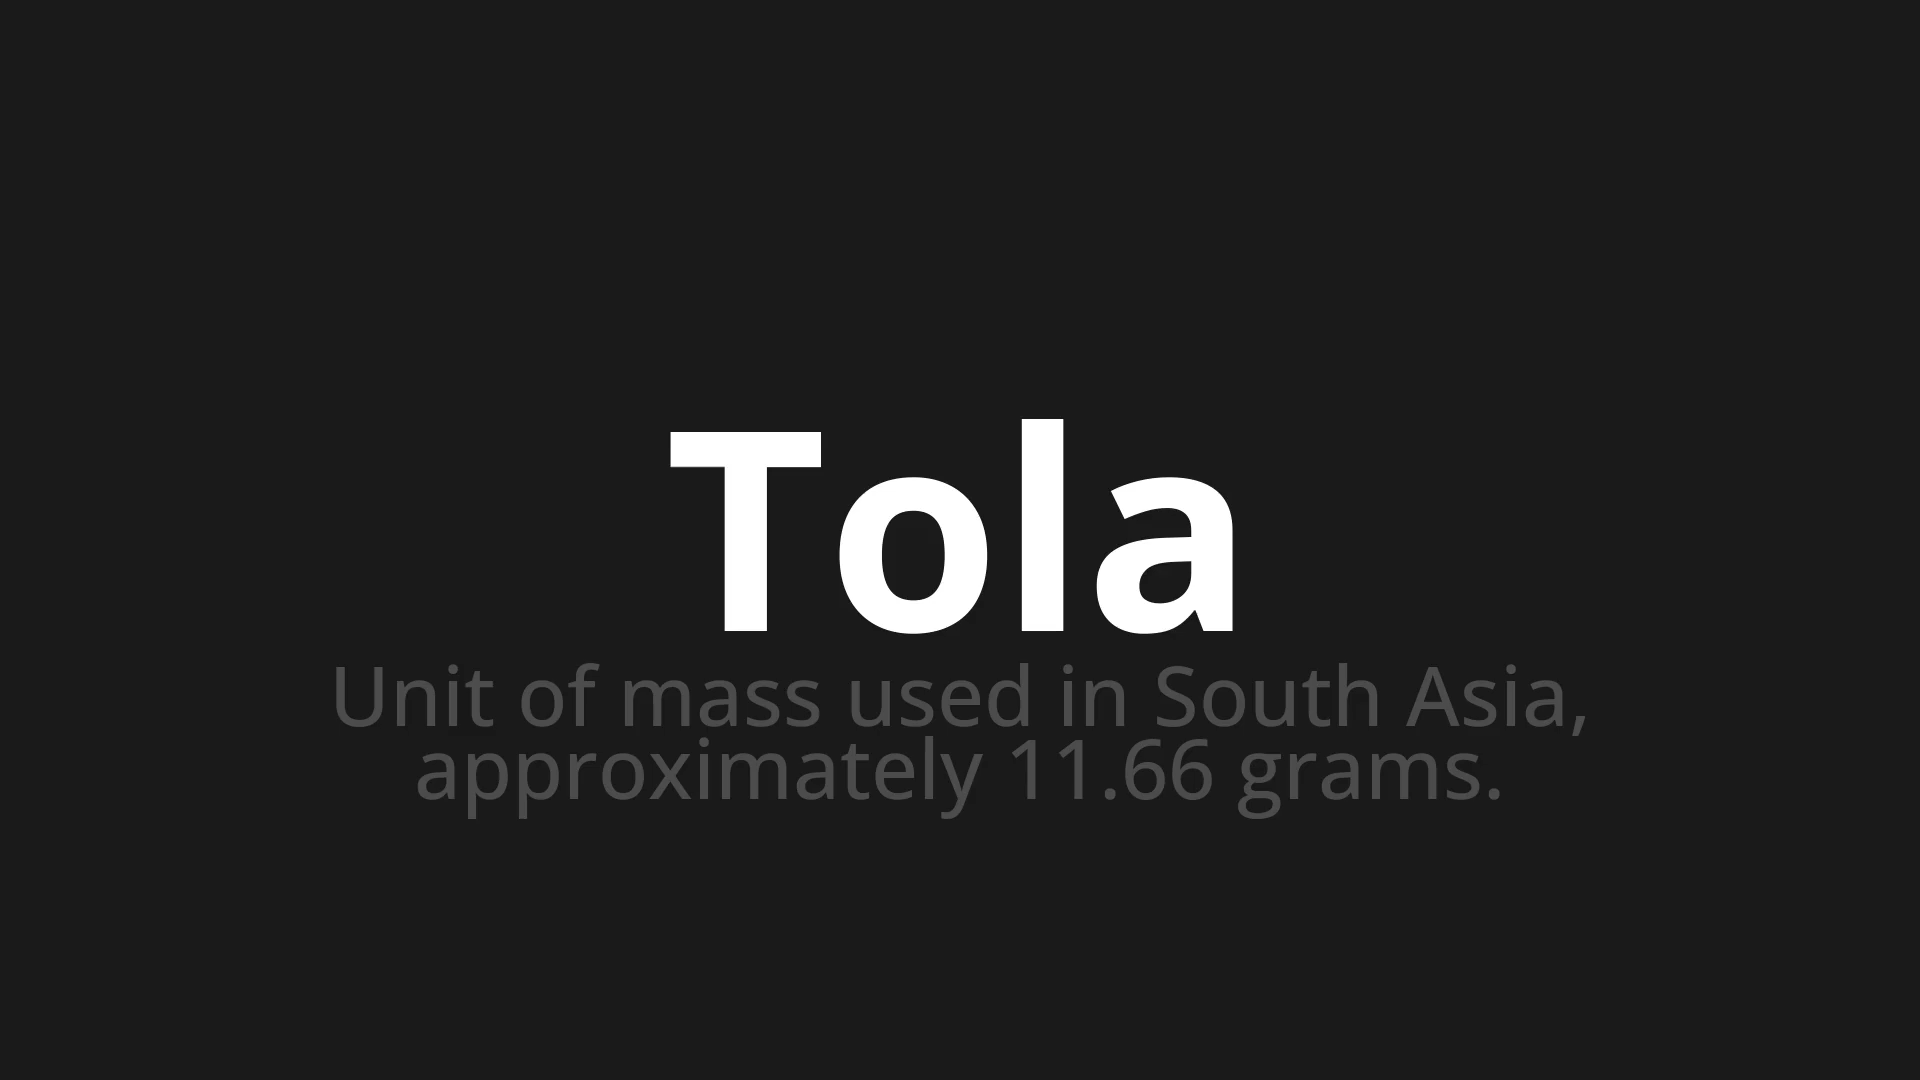 Tola
Unit of mass used in South Asia,
approximately 11.66 grams.